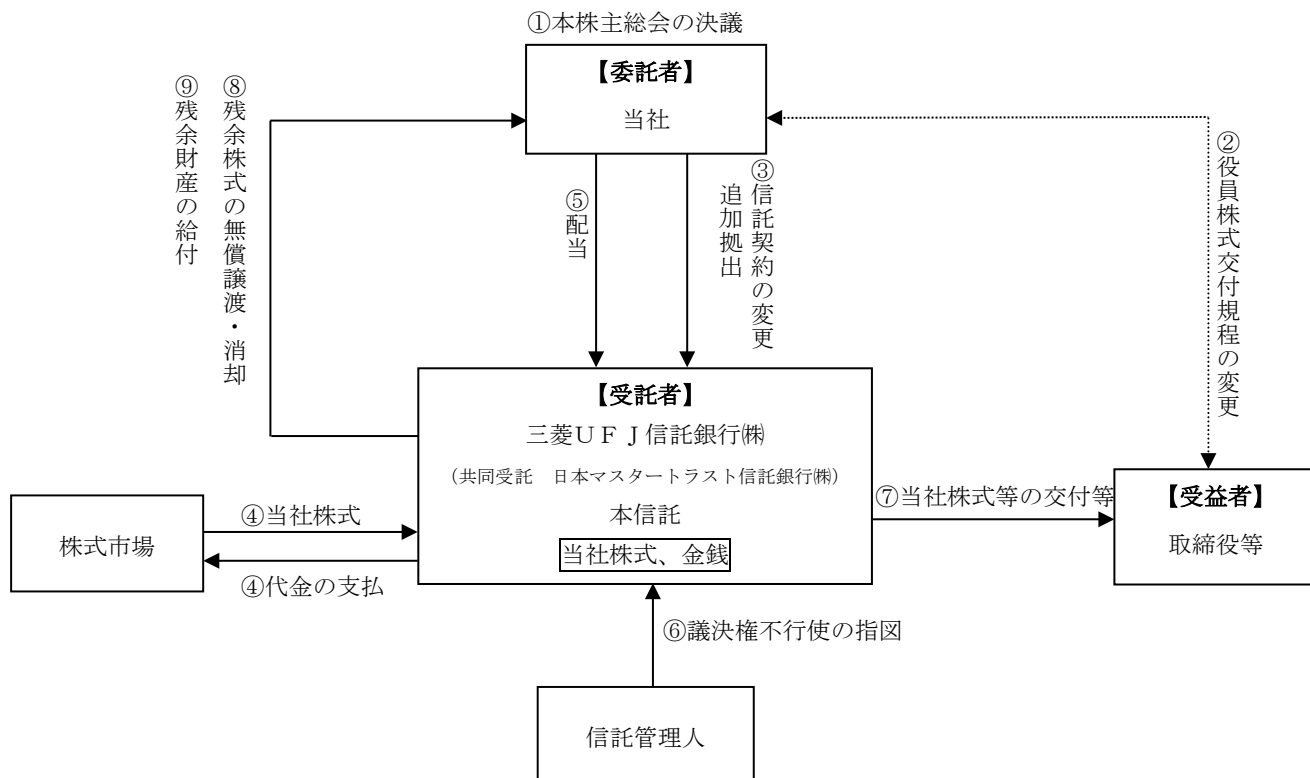 ①本株主総会の決議
【委託者】
当社
⑨残余財産の給付
⑧残余株式の無償譲渡・消却
⑤配当
③信託契約の変更
追加拠出
②役員株式交付規程の変更
【受託者】
三菱UFJ信託銀行㈱
（共同受託　日本マスタートラスト信託銀行㈱）
本信託
当社株式、金銭
株式市場
④当社株式
④代金の支払
⑦当社株式等の交付等
【受益者】
取締役等
⑥議決権不行使の指図
信託管理人